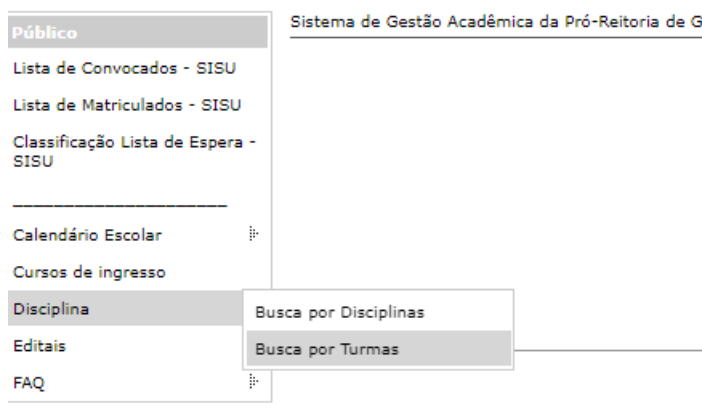 Público
Sistema de Gestão Acadêmica da Pró-Reitoria de G
Lista de Convocados - SISU
Lista de Matriculados - SISU
Classificação Lista de Espera -
SISU
Calendário Escolar
Cursos de ingresso
Disciplina
Busca por Disciplinas
Editais
Busca por Turmas
FAQ